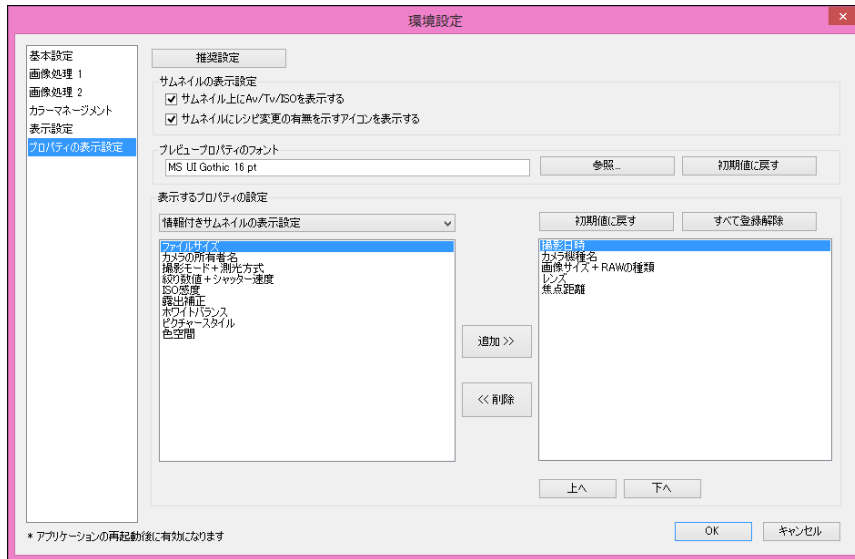 環境設定
基本設定
画像処理 1
画像処理 2
カラーマネージメント
表示設定
プロパティの表示設定
推奨設定
サムネイルの表示設定
サムネイル上にAv/Tv/ISOを表示する
サムネイルにレシピ変更の有無を示すアイコンを表示する
プレビュープロパティのフォント
MS UI Gothic 16 pt
参照...
初期値に戻す
表示するプロパティの設定
情報付きサムネイルの表示設定
初期値に戻す
すべて登録解除
ファイルサイズ
カメラの所有者名
撮影モード+測光方式
絞り数値+シャッター速度
ISO感度
露出補正
ホワイトバランス
ピクチャースタイル
色空間
追加 >>
<< 削除
撮影日時
カメラ機種名
画像サイズ+RAWの種類
レンズ
焦点距離
上へ
下へ
* アプリケーションの再起動後に有効になります
OK
キャンセル